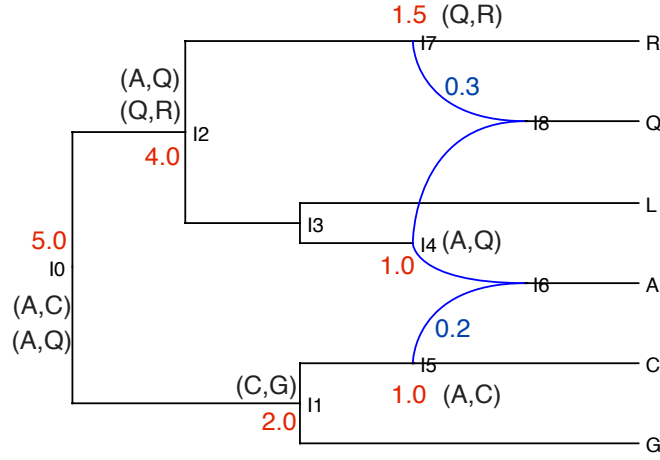 1.5 (Q,R)
I7
R
(A,Q)
0.3
(Q,R)
I2
I8
Q
4.0
L
I3
5.0
I4 (A,Q)
I0
1.0
I6
A
(A,C)
0.2
(A,Q)
I5
C
(C,G)
1.0 (A,C)
I1
2.0
G